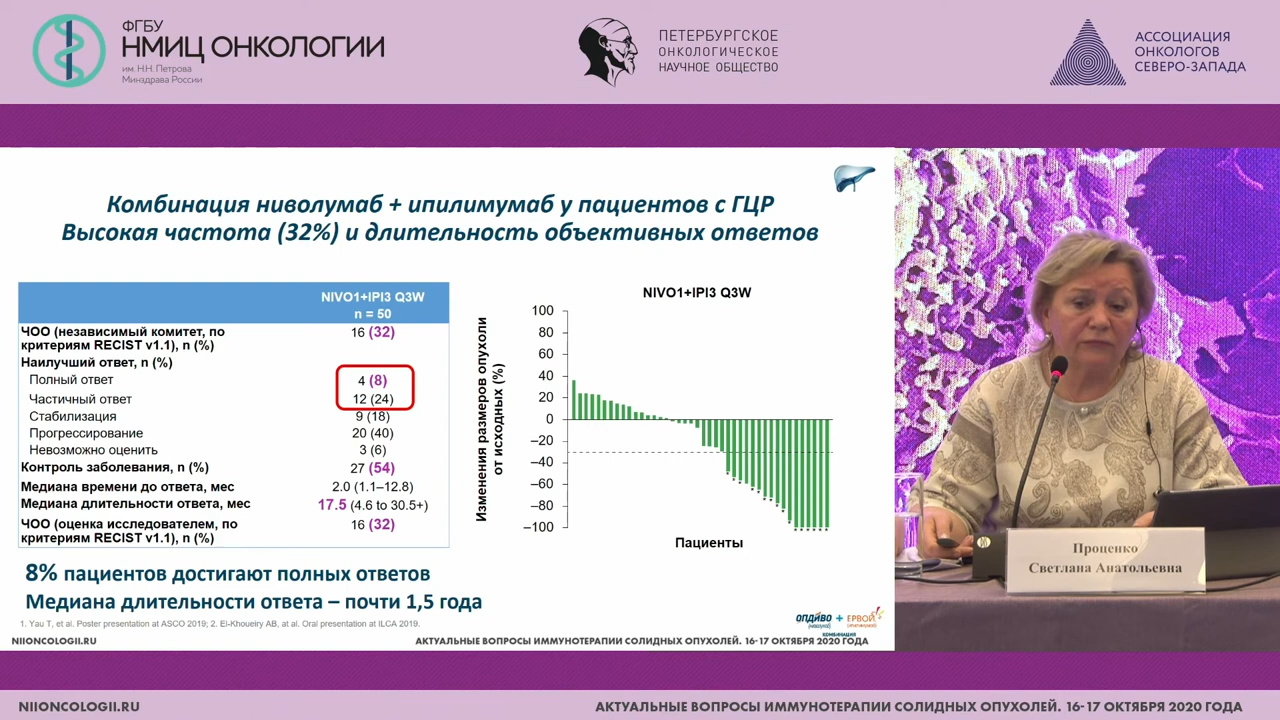 ФГБУ
НМИЦ ОНКОЛОГИИ
им. Н.Н. Петрова
Минздрава России
ПЕТЕРБУРГСКОЕ
ОНКОЛОГИЧЕСКОЕ
НАУЧНОЕ ОБЩЕСТВО
АССОЦИАЦИЯ
ОНКОЛОГОВ
СЕВЕРО-ЗАПАДА
Комбинация ниволумаб + ипилимумаб у пациентов с ГЦР
Высокая частота (32%) и длительность объективных ответов
NIVO1+IPI3 Q3W
n = 50
ЧОО (независимый комитет, по
критериям RECIST v1.1), n (%)
16 (32)
Наилучший ответ, n (%)
Полный ответ 4 (8)
Частичный ответ 12 (24)
Стабилизация 9 (18)
Прогрессирование 20 (40)
Невозможно оценить 3 (6)
Контроль заболевания, n (%) 27 (54)
Медиана времени до ответа, мес 2.0 (1.1–12.8)
Медиана длительности ответа, мес 17.5 (4.6 to 30.5+)
ЧОО (оценка исследователем, по
критериям RECIST v1.1), n (%)
16 (32)
NIVO1+IPI3 Q3W
Изменения размеров опухоли
от исходных (%)
100
80
60
40
20
0
–20
–40
–60
–80
–100
Пациенты
8% пациентов достигают полных ответов
Медиана длительности ответа – почти 1,5 года
1. Yau T, et al. Poster presentation at ASCO 2019; 2. El-Khoueiry AB, at al. Oral presentation at ILCA 2019.
ОПДИВО + ЕРВОЙ
КОМБИНАЦИЯ
NIIONCOLOGII.RU
АКТУАЛЬНЫЕ ВОПРОСЫ ИММУНОТЕРАПИИ СОЛИДНЫХ ОПУХОЛЕЙ. 16-17 ОКТЯБРЯ 2020 ГОДА
Проценко
Светлана Анатольевна
NIIONCOLOGII.RU
АКТУАЛЬНЫЕ ВОПРОСЫ ИММУНОТЕРАПИИ СОЛИДНЫХ ОПУХОЛЕЙ. 16-17 ОКТЯБРЯ 2020 ГОДА